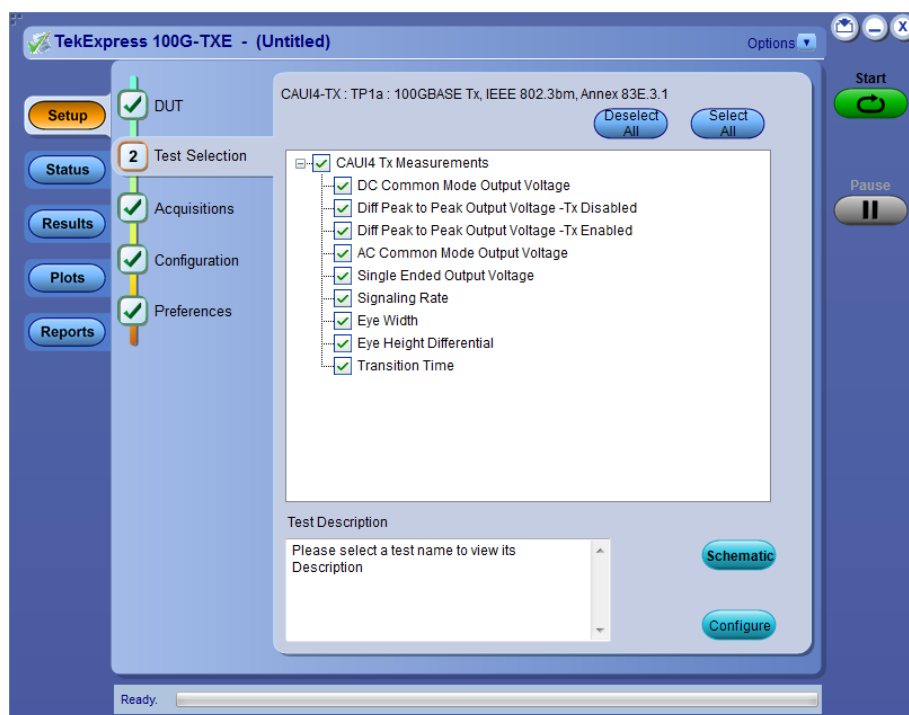 TekExpress 100G-TXE - (Untitled)
Options
Start
Pause
Setup
Status
Results
Plots
Reports
DUT
2 Test Selection
Acquisitions
Configuration
Preferences
CAUI4-TX : TP1a : 100GBASE Tx, IEEE 802.3bm, Annex 83E.3.1
Deselect
All
Select
All
CAUI4 Tx Measurements
DC Common Mode Output Voltage
Diff Peak to Peak Output Voltage -Tx Disabled
Diff Peak to Peak Output Voltage -Tx Enabled
AC Common Mode Output Voltage
Single Ended Output Voltage
Signaling Rate
Eye Width
Eye Height Differential
Transition Time
Test Description
Please select a test name to view its
Description
Schematic
Configure
Ready.